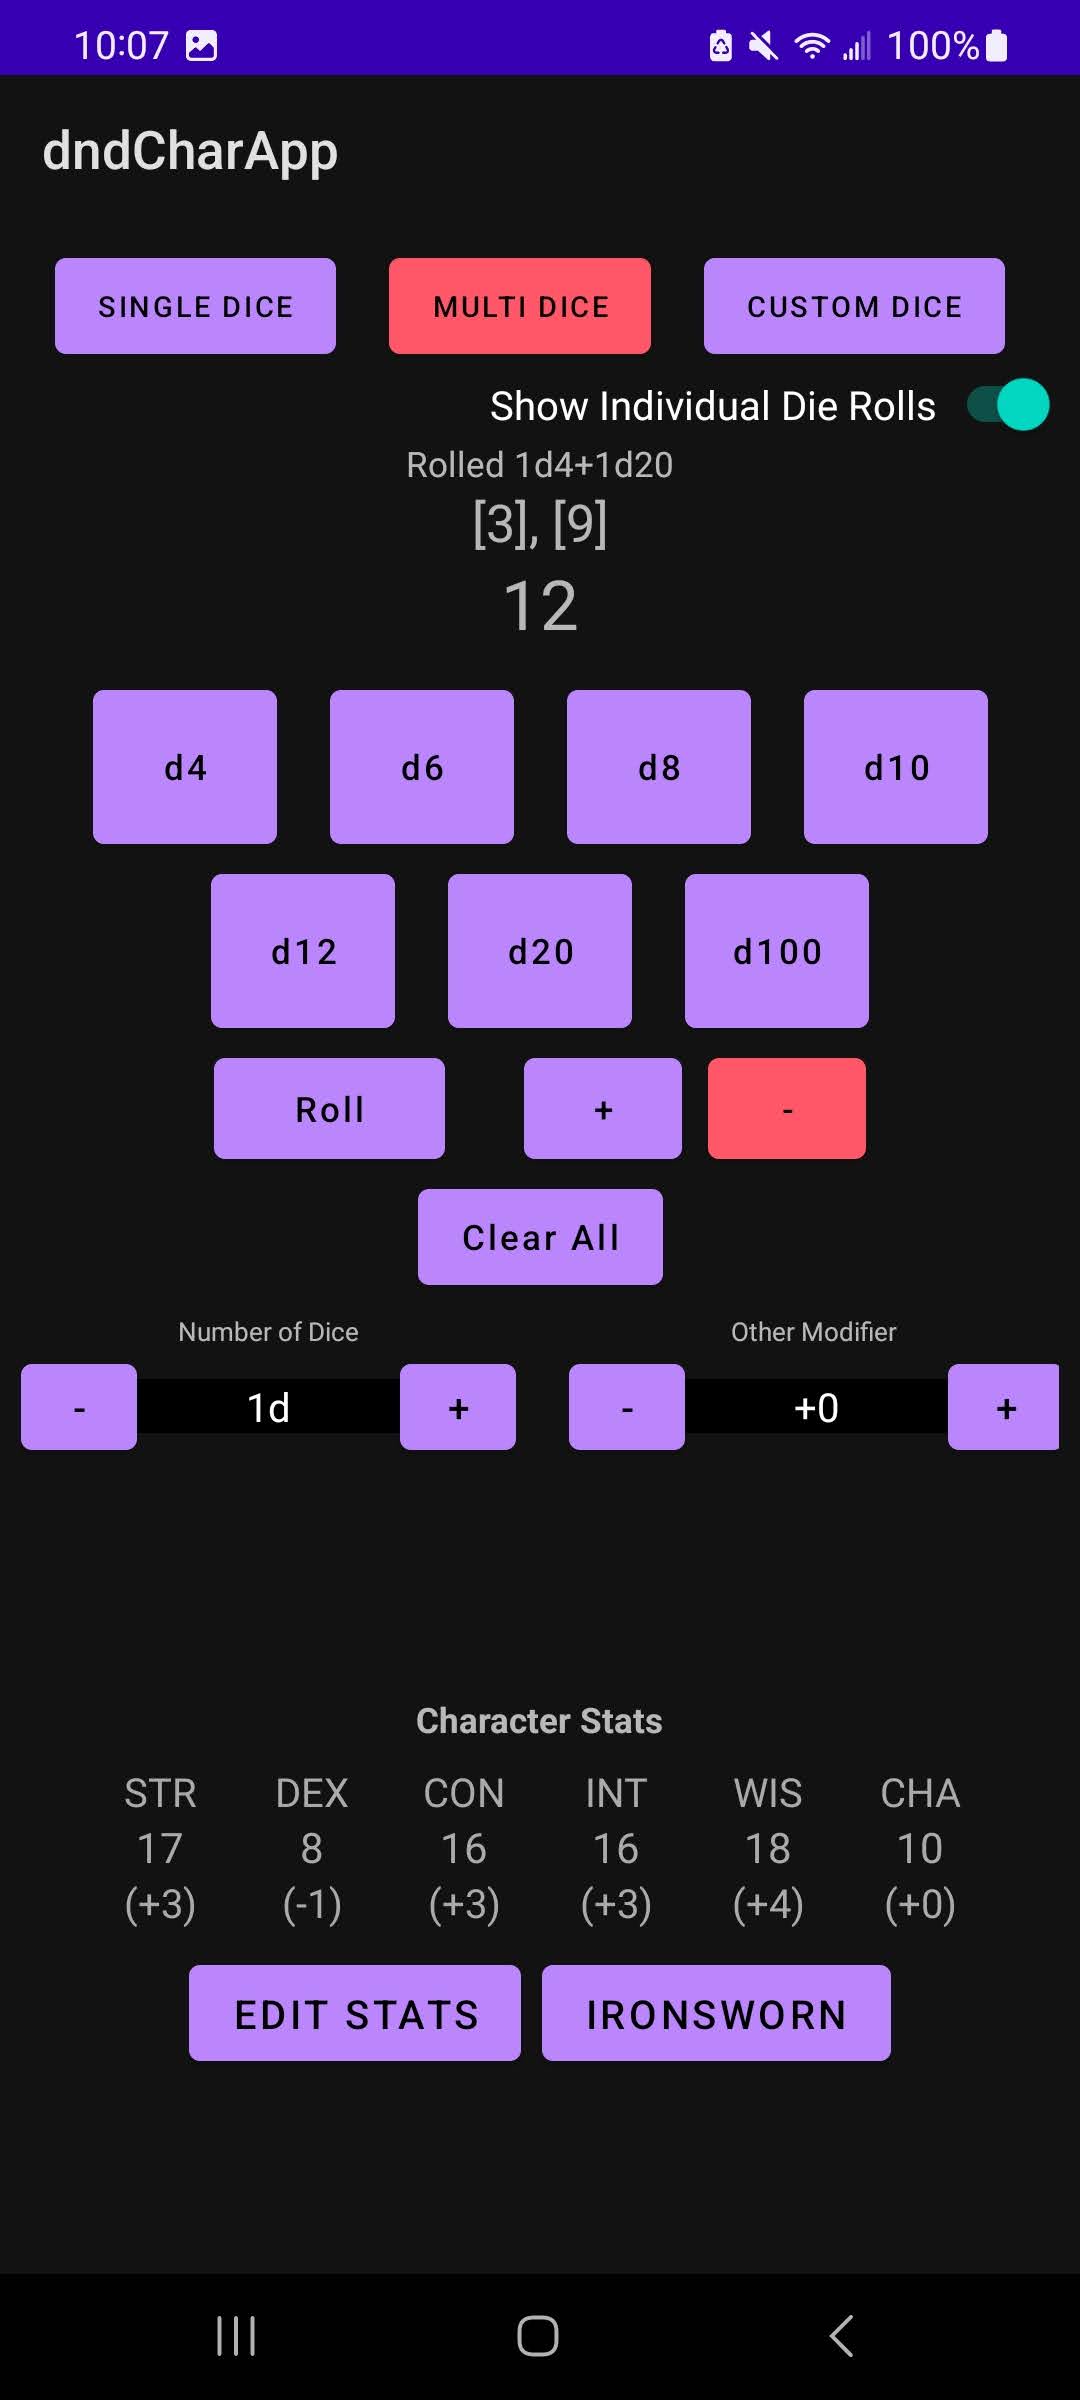 10:07 100%
dndCharApp
SINGLE DICE MULTI DICE CUSTOM DICE
Show Individual Die Rolls
Rolled 1d4+1d20
[3], [9]
12
d4 d6 d8 d10
d12 d20 d100
Roll + -
Clear All
Number of Dice Other Modifier
- 1d + - +0 +
Character Stats
STR DEX CON INT WIS CHA
17 8 16 16 18 10
(+3) (-1) (+3) (+3) (+4) (+0)
EDIT STATS IRONSWORN